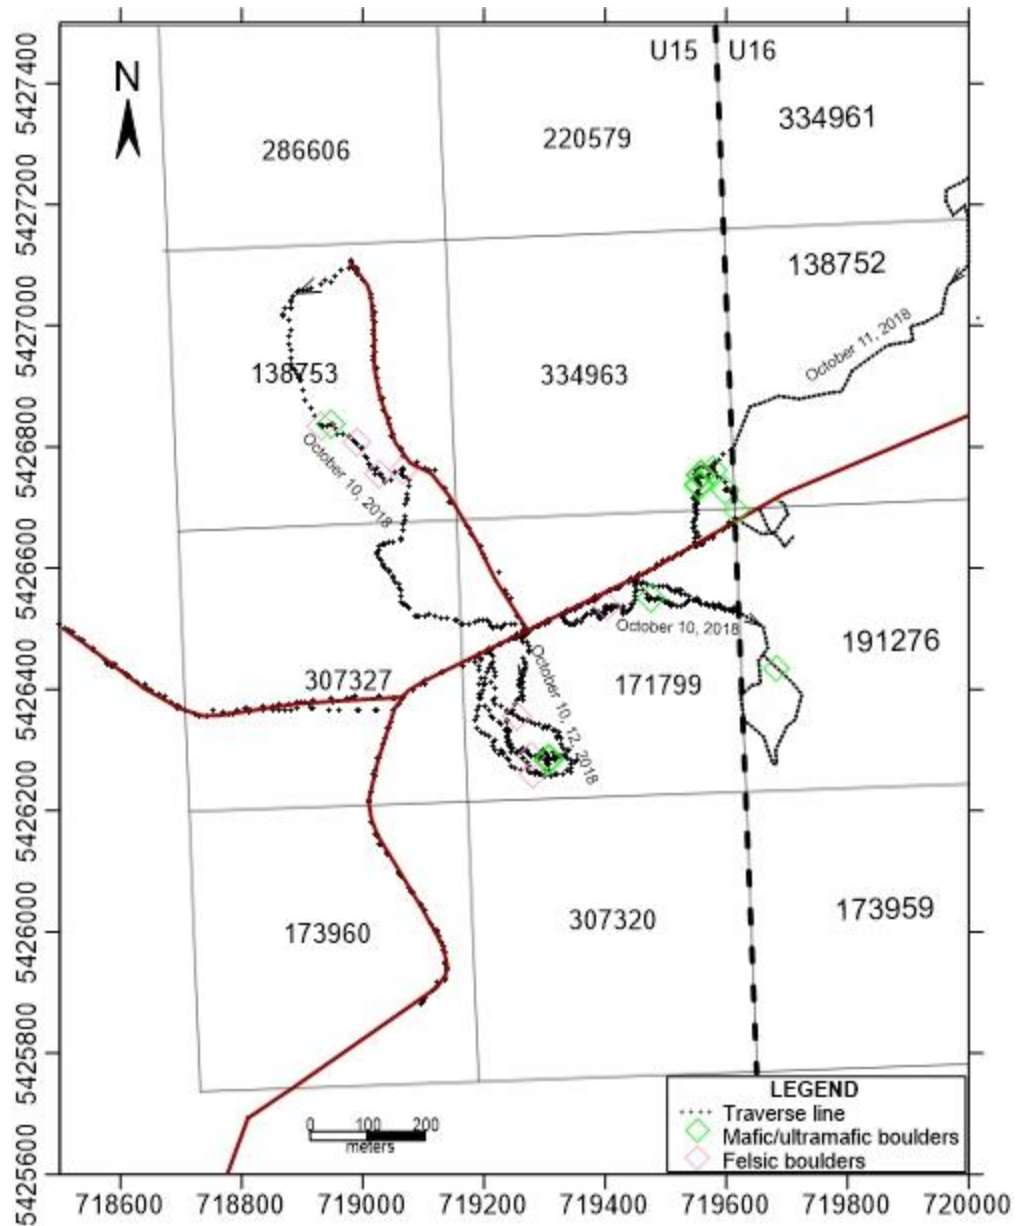 5427400
5427200
5427000
5426800
5426600
5426400
5426200
5426000
5425800
5425600
N
U15 U16
286606
220579
334961
138752
138753
334963
October 11, 2018
October 10, 2018
October 10, 2018
October 10, 12, 2018
307327
171799
191276
173960
307320
173959
0 100 200
meters
LEGEND
Traverse line
Mafic/ultramafic boulders
Felsic boulders
718600 718800 719000 719200 719400 719600 719800 720000